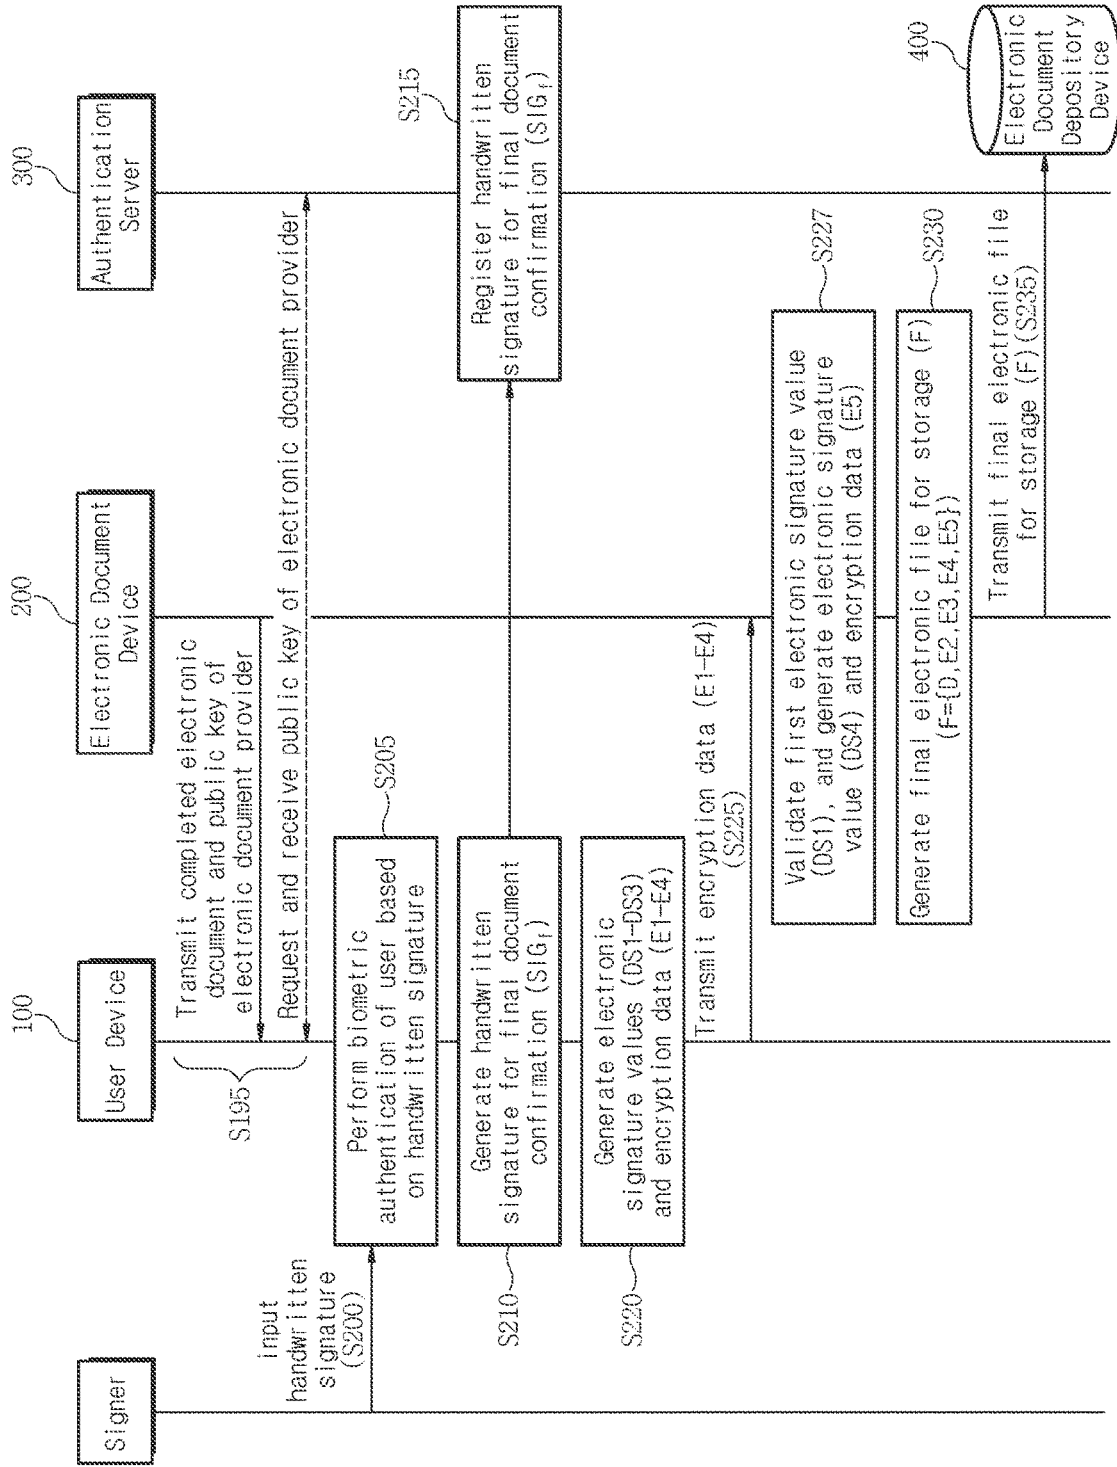 Signer
100
User Device
200
Electronic Document
Device
300
Authentication
Server
Transmit completed electronic
document and public key of
electronic document provider
Request and receive public key of electronic document provider
S195
input
handwritten
signature
(S200)
Perform biometric
authentication of user based
on handwritten signature
S205
Generate handwritten
signature for final document
confirmation (SIGf)
S210
Register handwritten
signature for final document
confirmation (SIGf)
S215
Generate electronic
signature values (DS1-DS3)
and encryption data (E1-E4)
S220
Transmit encryption data (E1-E4)
(S225)
Validate first electronic signature value
(DS1), and generate electronic signature
value (DS4) and encryption data (E5)
S227
Generate final electronic file for storage (F)
(F={D,E2,E3,E4,E5})
S230
Transmit final electronic file
for storage (F)(S235)
400
Electronic
Document
Depository
Device